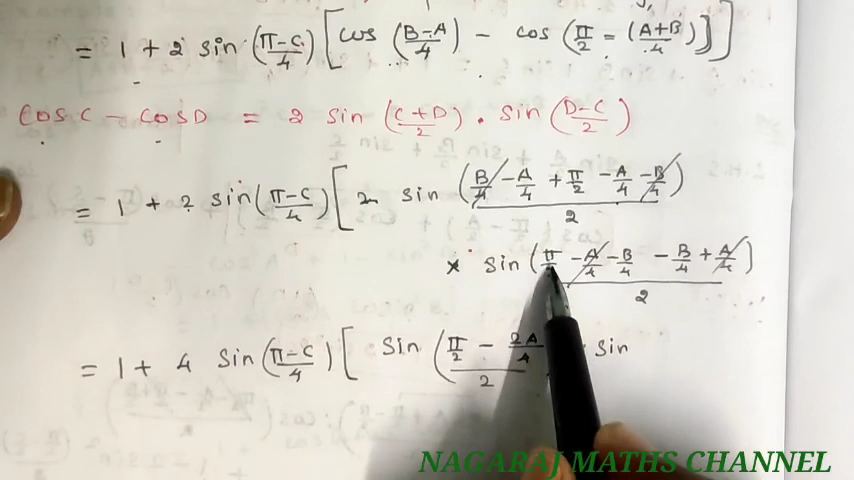 = 1 + 2 sin (π-C/4) [cos (B-A/4) - cos (π/2 - (A+B/4))]]
cos C - cos D = 2 sin (C+D/2) . sin (D-C/2)
= 1 + 2 sin(π-C/4) [2 sin (B/4 - A/4 + π/2 - A/4 - B/4)/2
× sin (π/2 - A/4 - B/4 - B/4 + A/4)/2
= 1 + 4 sin (π-C/4) [ sin (π/2 - 2A/4)/2 sin
NAGARAJ MATHS CHANNEL